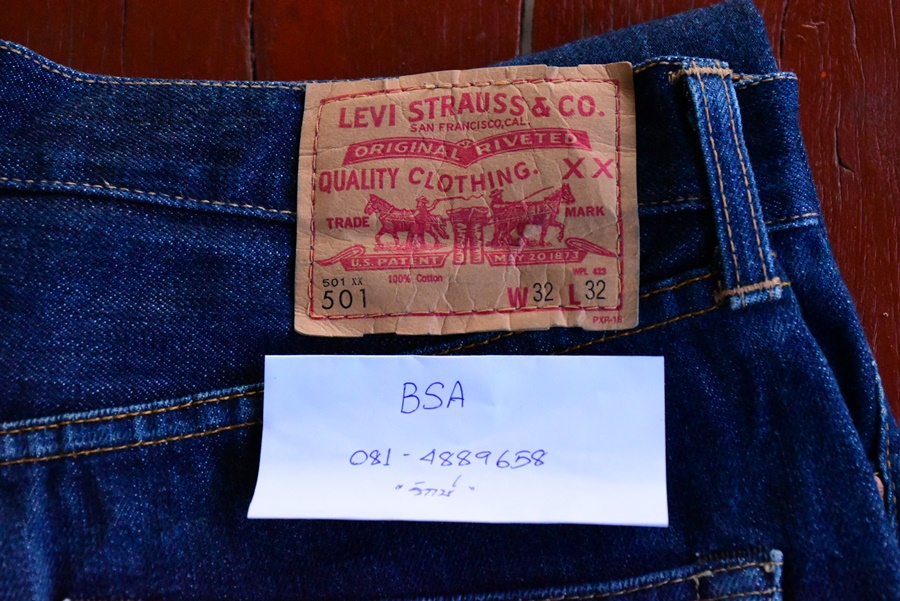 LEVI STRAUSS & CO.
SAN FRANCISCO, CAL.
ORIGINAL RIVETED
QUALITY CLOTHING. XX
TRADE MARK
U.S. PATENT MAY 20 1873
100% Cotton WPL 423
501 XX
501 W 32 L 32
BSA
081-4889658